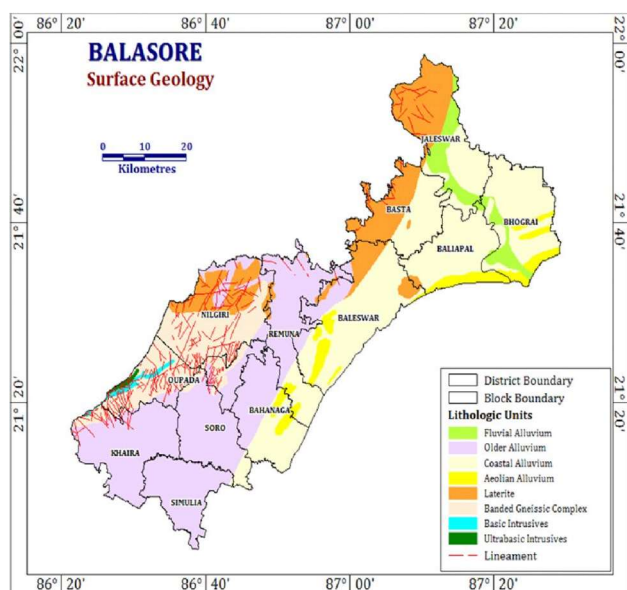 86° 20'
86° 40'
87° 00'
87° 20'
22° 00'
22° 00'
BALASORE
Surface Geology
20
0
10
20
Kilometres
JALESWAR
BASTA
BHOGRAI
21° 40'
21° 40'
BALIAPAL
NILGIRI
BALESWAR
REMUNA
OUPADA
21° 20'
21° 20'
BAHANAGA
SORO
KHAIRA
SIMULIA
District Boundary
Block Boundary
Lithologic Units
Fluvial Alluvium
Older Alluvium
Coastal Alluvium
Aeolian Alluvium
Laterite
Banded Gneissic Complex
Basic Intrusives
Ultrabasic Intrusives
Lineament
86° 20'
86° 40'
87° 00'
87° 20'